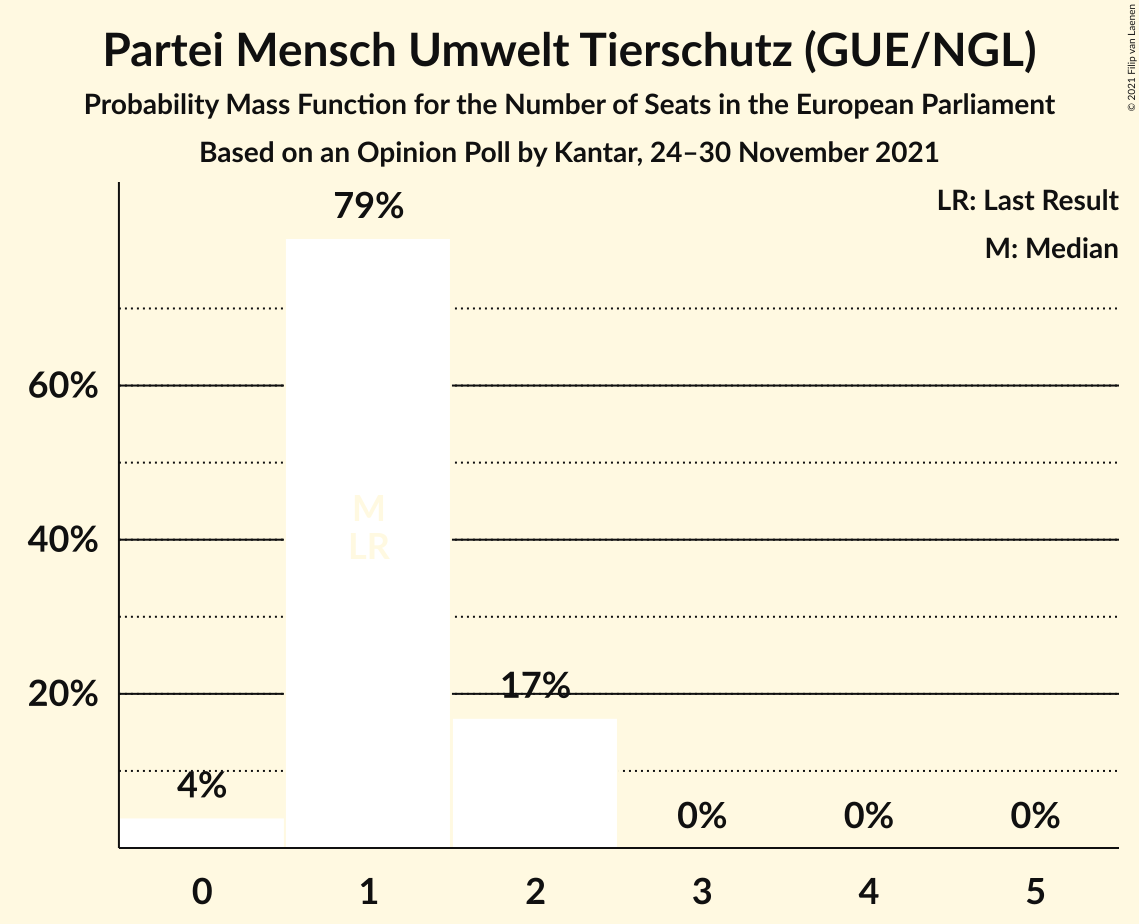 Partei Mensch Umwelt Tierschutz (GUE/NGL)
Probability Mass Function for the Number of Seats in the European Parliament
Based on an Opinion Poll by Kantar, 24–30 November 2021
© 2021 Filip van Laenen
LR: Last Result
M: Median
79%
60%
M
40%
LR
17%
20%
4%
0%
0%
0%
0
1
2
3
4
5